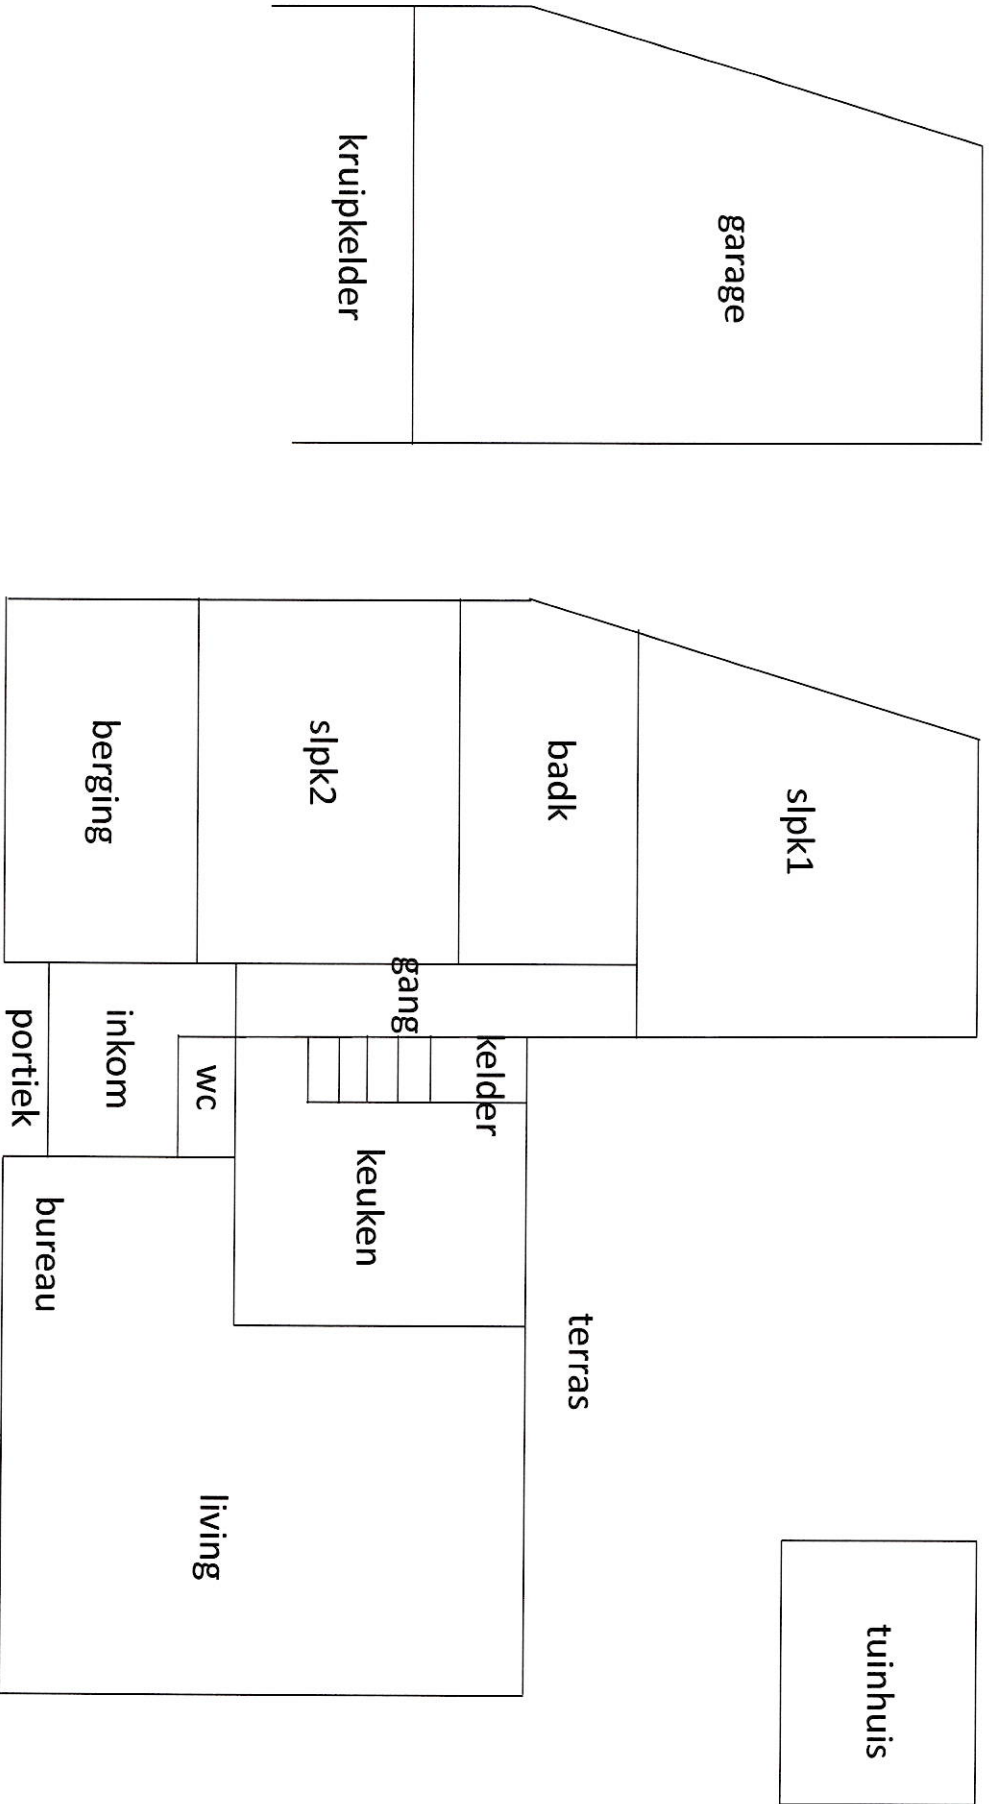 garage
kruipkelder
slpk1
badk
slpk2
berging
gang
kelder
inkom
wc
portiek
keuken
bureau
terras
living
tuinhuis